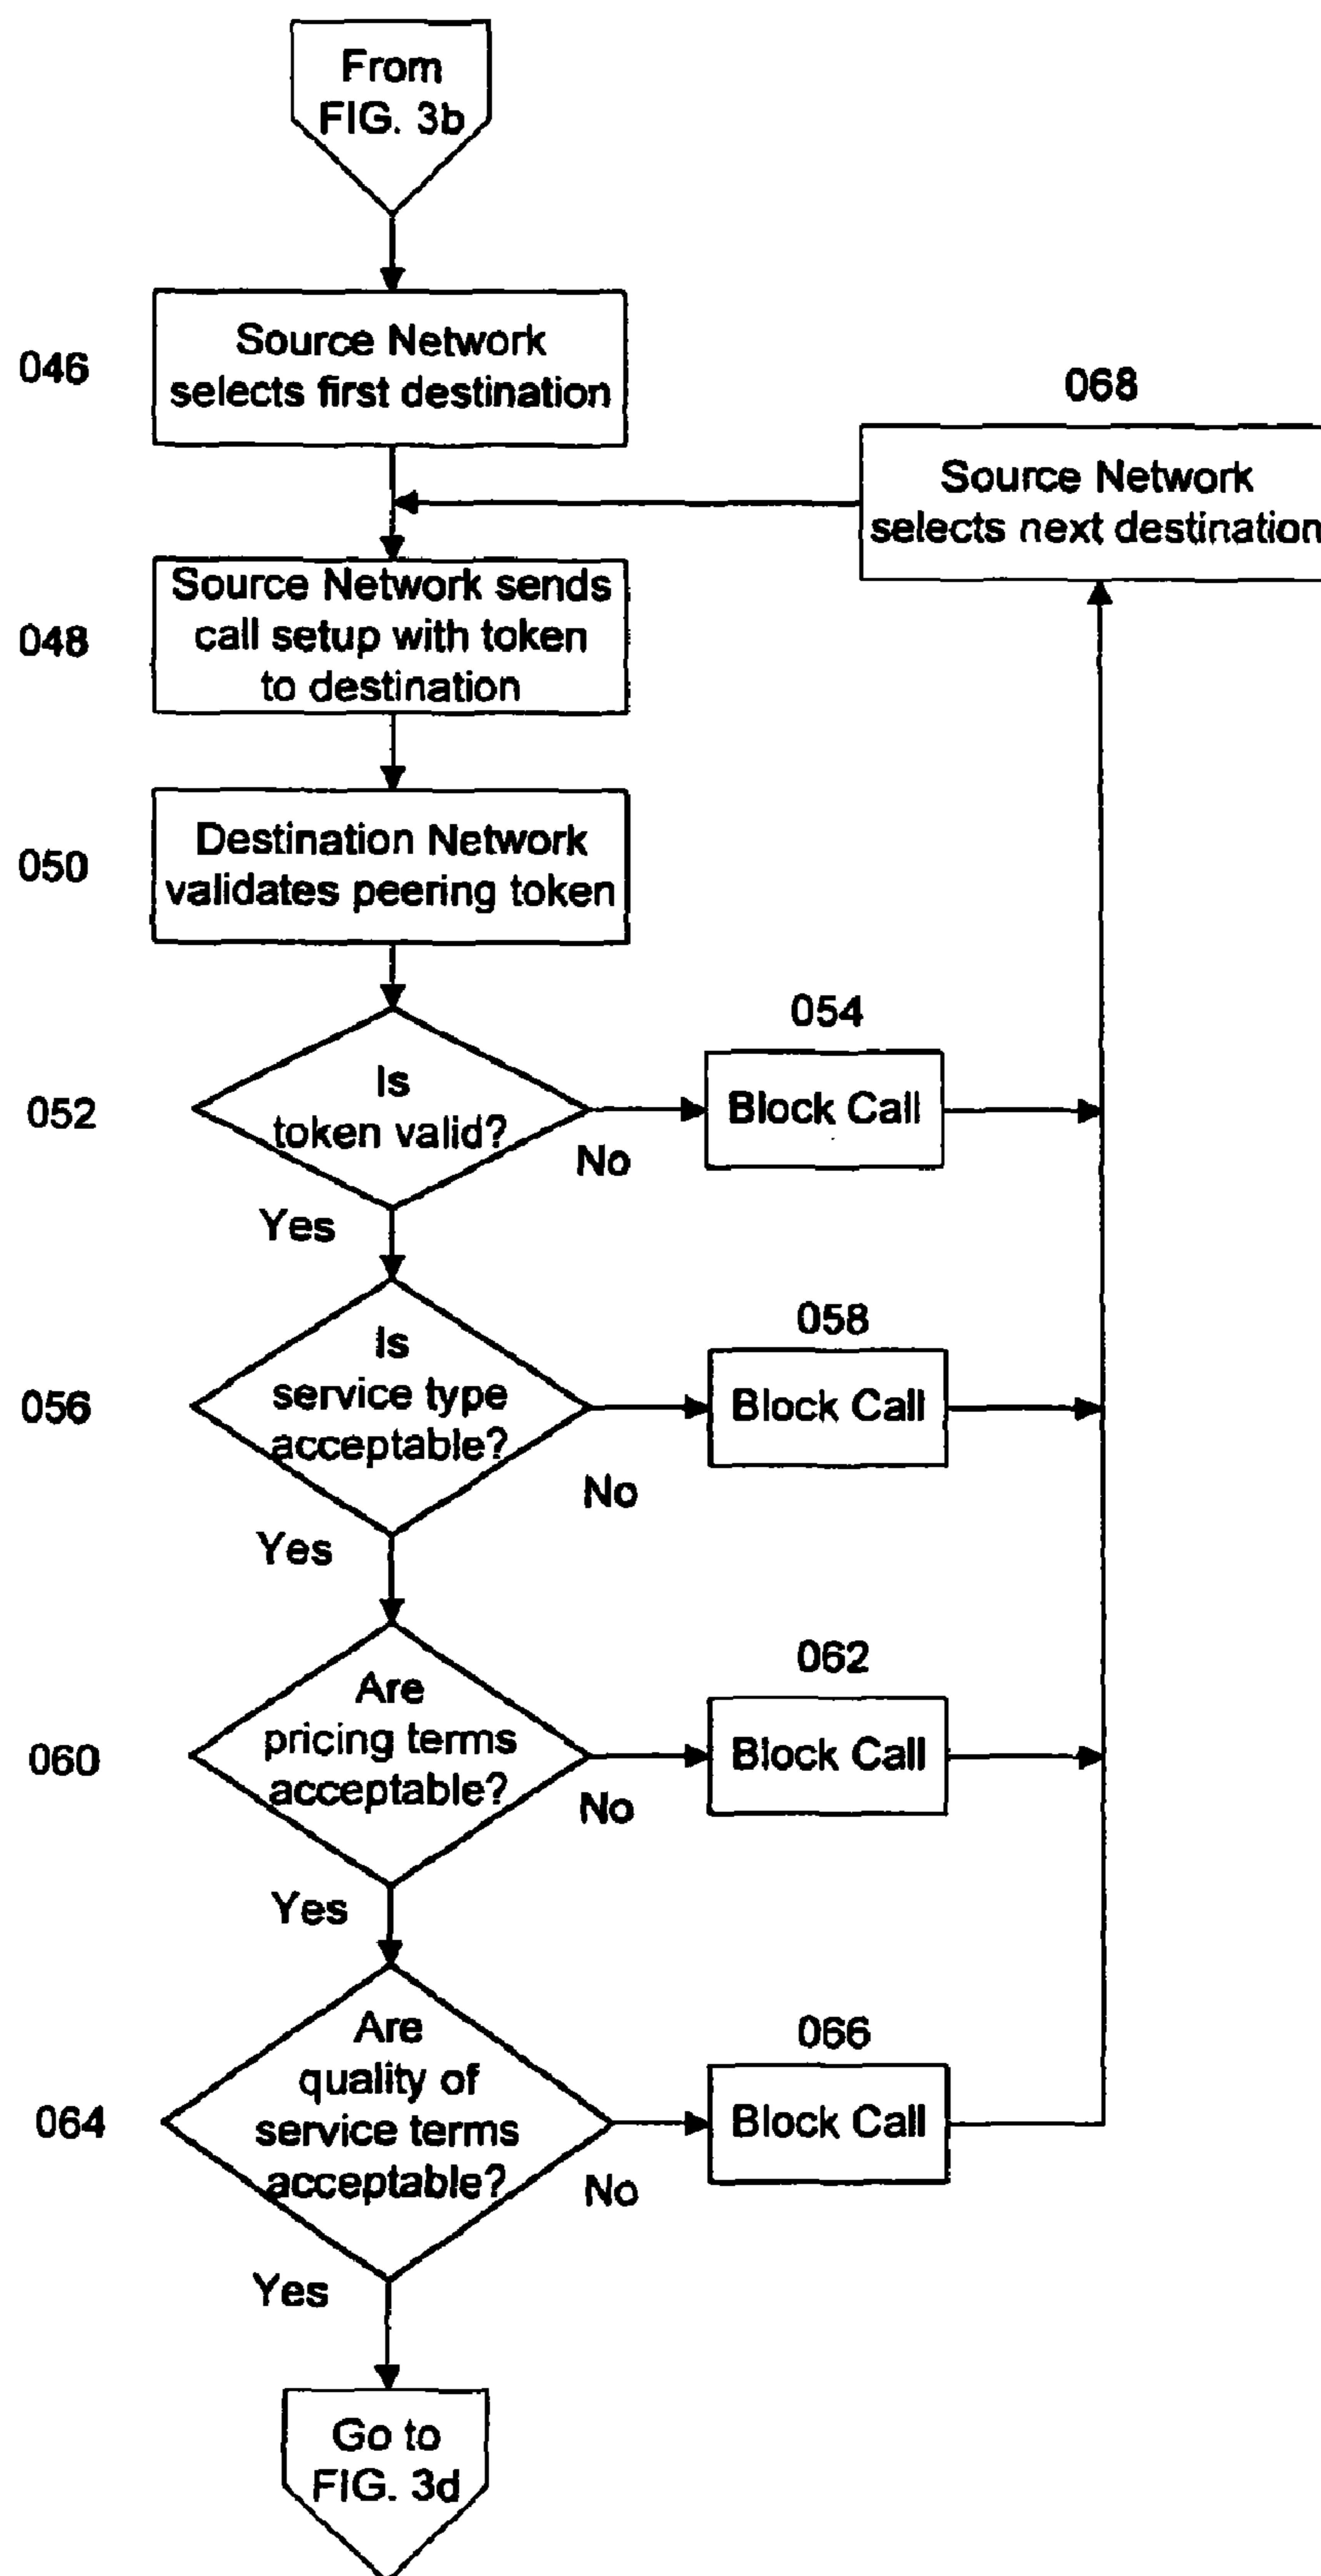 From
FIG. 3b
046
Source Network
selects first destination
068
Source Network
selects next destination
048
Source Network sends
call setup with token
to destination
050
Destination Network
validates peering token
052
Is
token valid?
No
054
Block Call
Yes
056
Is
service type
acceptable?
No
058
Block Call
Yes
060
Are
pricing terms
acceptable?
No
062
Block Call
Yes
064
Are
quality of
service terms
acceptable?
No
066
Block Call
Yes
Go to
FIG. 3d